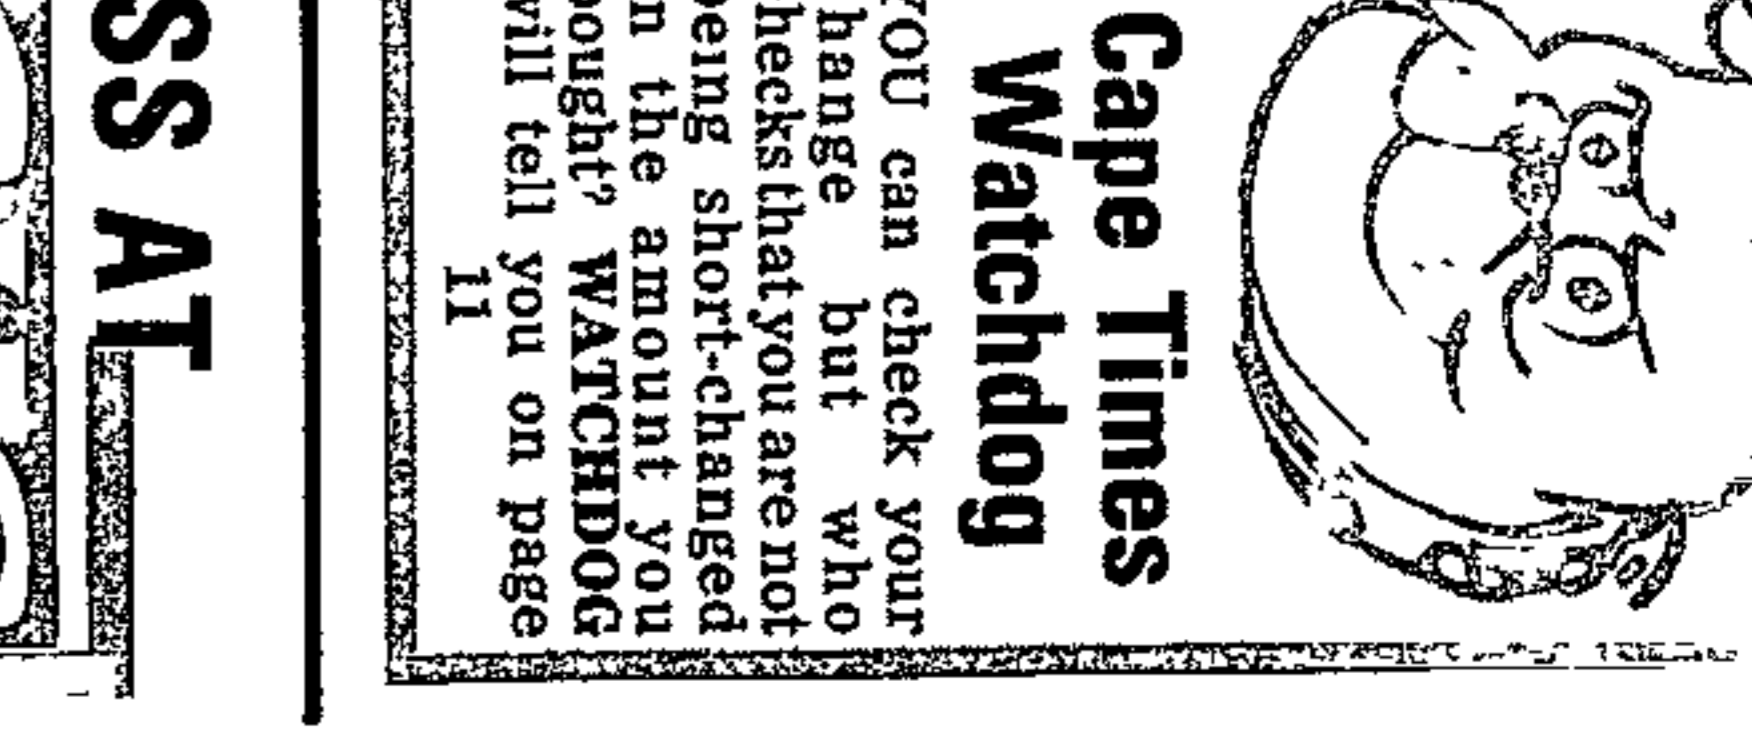 Cape Times
Watchdog
YOU can check your
change but who
checks that you are not
being short-changed
in the amount you
bought? WATCHDOG
will tell you on page
11
SS AT